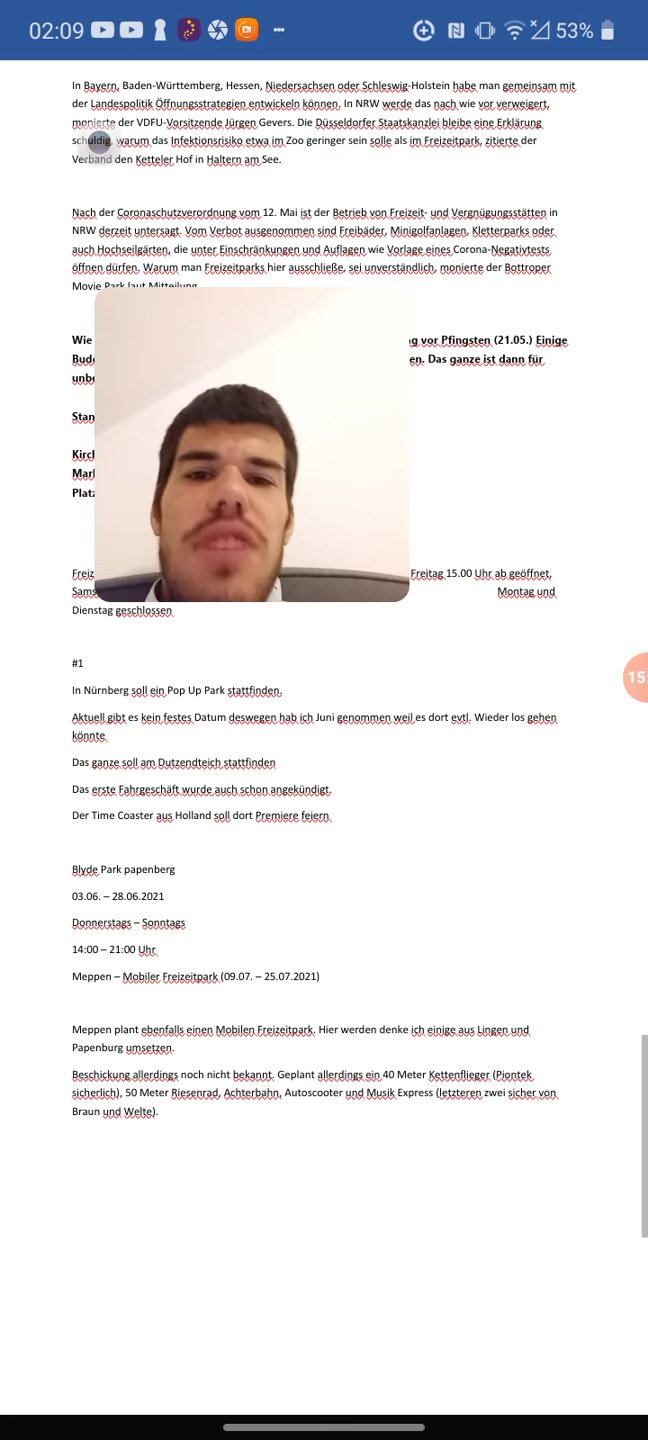 02:09
53%
In Bayern, Baden-Württemberg, Hessen, Niedersachsen oder Schleswig-Holstein habe man gemeinsam mit
der Landespolitik Öffnungsstrategien entwickeln können. In NRW werde das nach wie vor verweigert,
monierte der VDFU-Vorsitzende Jürgen Gevers. Die Düsseldorfer Staatskanzlei bleibe eine Erklärung
schuldig, warum das Infektionsrisiko etwa im Zoo geringer sein solle als im Freizeitpark, zitierte der
Verband den Ketteler Hof in Haltern am See.
Nach der Coronaschutzverordnung vom 12. Mai ist der Betrieb von Freizeit- und Vergnügungsstätten in
NRW derzeit untersagt. Vom Verbot ausgenommen sind Freibäder, Minigolfanlagen, Kletterparks oder
auch Hochseilgärten, die unter Einschränkungen und Auflagen wie Vorlage eines Corona-Negativtests
öffnen dürfen. Warum man Freizeitparks hier ausschließe, sei unverständlich, monierte der Bottroper
Movie Park laut Mitteilung
Wie vor Pfingsten (21.05.) Einige
Das ganze ist dann für
Freitag 15.00 Uhr ab geöffnet,
Montag und
Dienstag geschlossen
#1
15
In Nürnberg soll ein Pop Up Park stattfinden.
Aktuell gibt es kein festes Datum deswegen hab ich Juni genommen weil es dort evtl. Wieder los gehen
könnte
Das ganze soll am Dutzendteich stattfinden
Das erste Fahrgeschäft wurde auch schon angekündigt.
Der Time Coaster aus Holland soll dort Premiere feiern
Blyde Park papenberg
03.06. – 28.06.2021
Donnerstags – Sonntags
14:00 – 21:00 Uhr
Meppen – Mobiler Freizeitpark (09.07. – 25.07.2021)
Meppen plant ebenfalls einen Mobilen Freizeitpark. Hier werden denke ich einige aus Lingen und
Papenburg umsetzen.
Beschickung allerdings noch nicht bekannt. Geplant allerdings ein 40 Meter Kettenflieger (Piontek
sicherlich), 50 Meter Riesenrad, Achterbahn, Autoscooter und Musik Express (letzteren zwei sicher von
Braun und Welte).